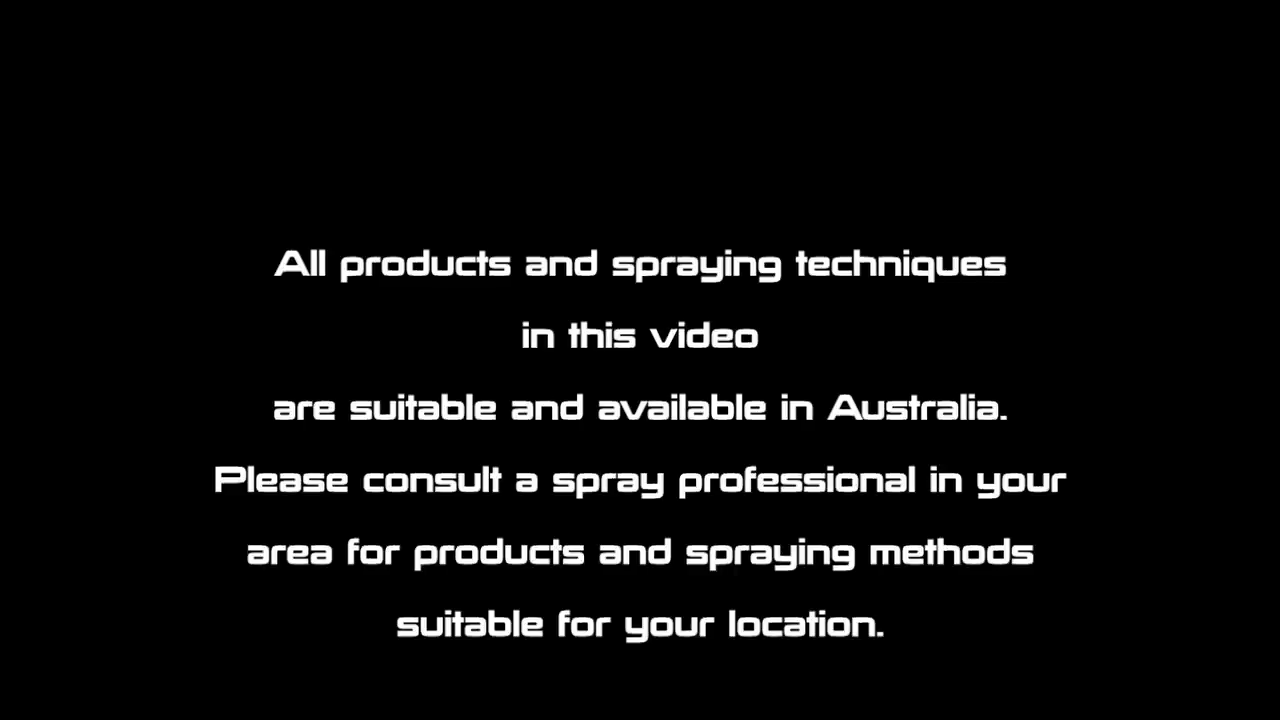 All products and spraying techniques
in this video
are suitable and available in Australia.
Please consult a spray professional in your
area for products and spraying methods
suitable for your location.